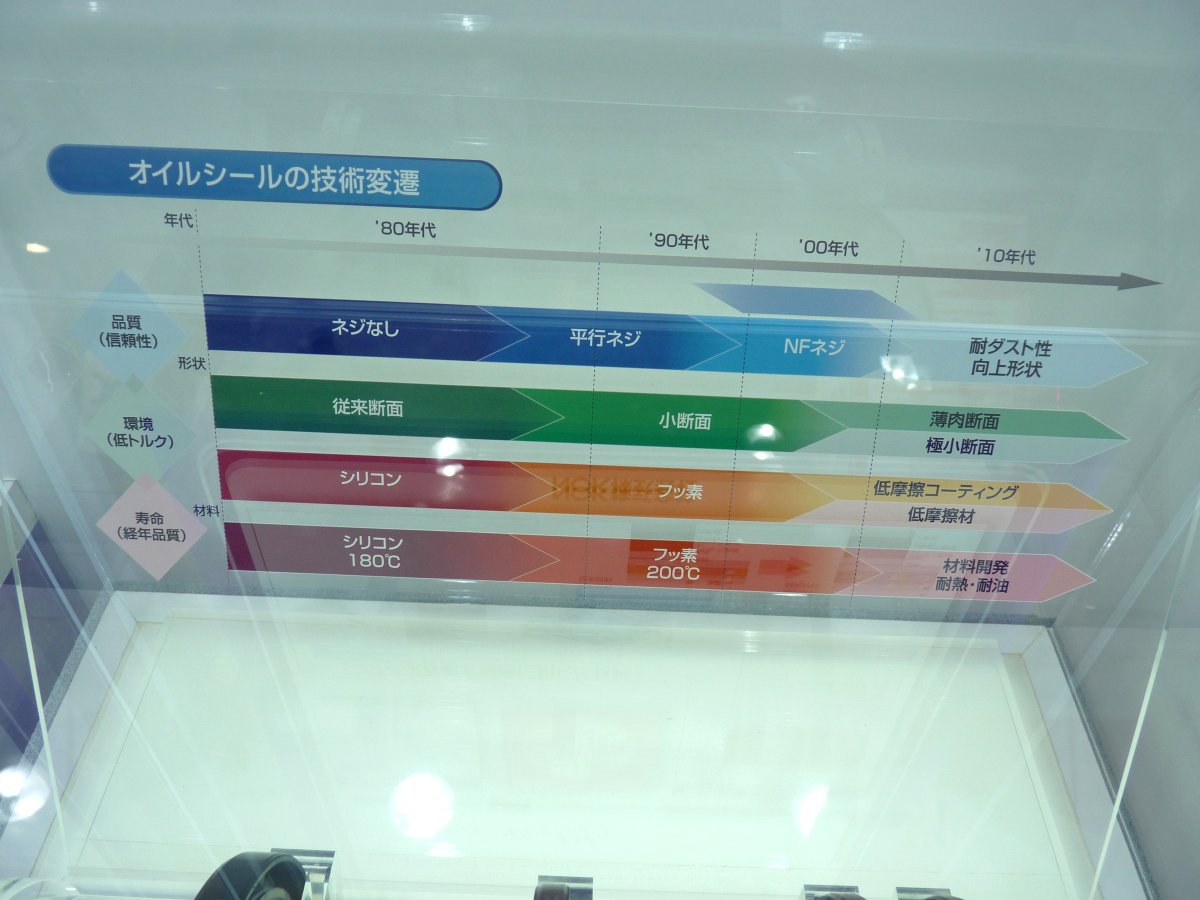 オイルシールの技術変遷
年代
'80年代
'90年代
'00年代
'10年代
品質
(信頼性)
形状
ネジなし
平行ネジ
NFネジ
耐ダスト性
向上形状
環境
(低トルク)
従来断面
小断面
薄肉断面
極小断面
シリコン
フッ素
低摩擦コーティング
低摩擦材
寿命
(経年品質)
材料
シリコン
180℃
フッ素
200℃
材料開発
耐熱・耐油